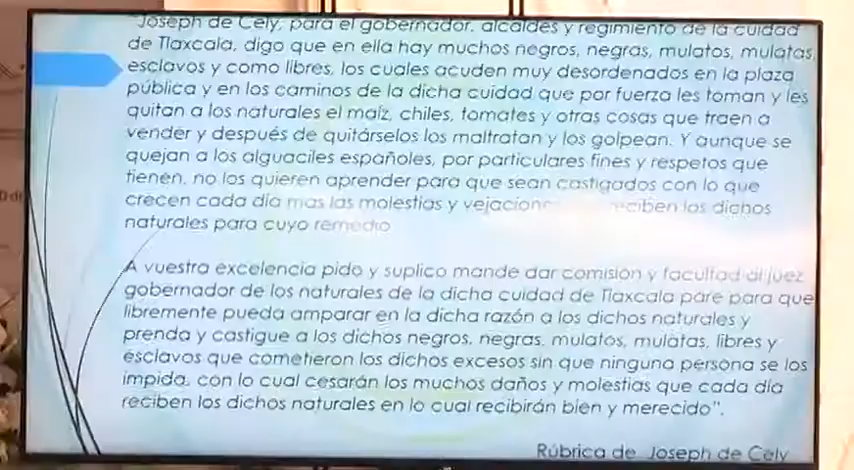 "Joseph de Cely, para el gobernador, alcaldes y regimiento de la cuidad
de Tlaxcala, digo que en ella hay muchos negros, negras, mulatos, mulatas,
esclavos y como libres, los cuales acuden muy desordenados en la plaza
pública y en los caminos de la dicha cuidad que por fuerza les toman y les
quitan a los naturales el maíz, chiles, tomates y otras cosas que traen a
vender y después de quitárselos los maltratan y los golpean. Y aunque se
quejan a los alguaciles españoles, por particulares fines y respetos que
tienen, no los quieren aprender para que sean castigados con lo que
crecen cada día mas las molestias y reciben los dichos
naturales para cuyo remedio
A vuestra excelencia pido y suplico mande dar comisión y facultad al juez
gobernador de los naturales de la dicha cuidad de Tlaxcala pare para que
libremente pueda amparar en la dicha razón a los dichos naturales y
prenda y castigue a los dichos negros, negras, mulatos, mulatas, libres y
esclavos que cometieron los dichos excesos sin que ninguna persona se los
impida, con lo cual cesarán los muchos daños y molestias que cada día
reciben los dichos naturales en lo cual recibirán bien y merecido".
Rúbrica de Joseph de Cely